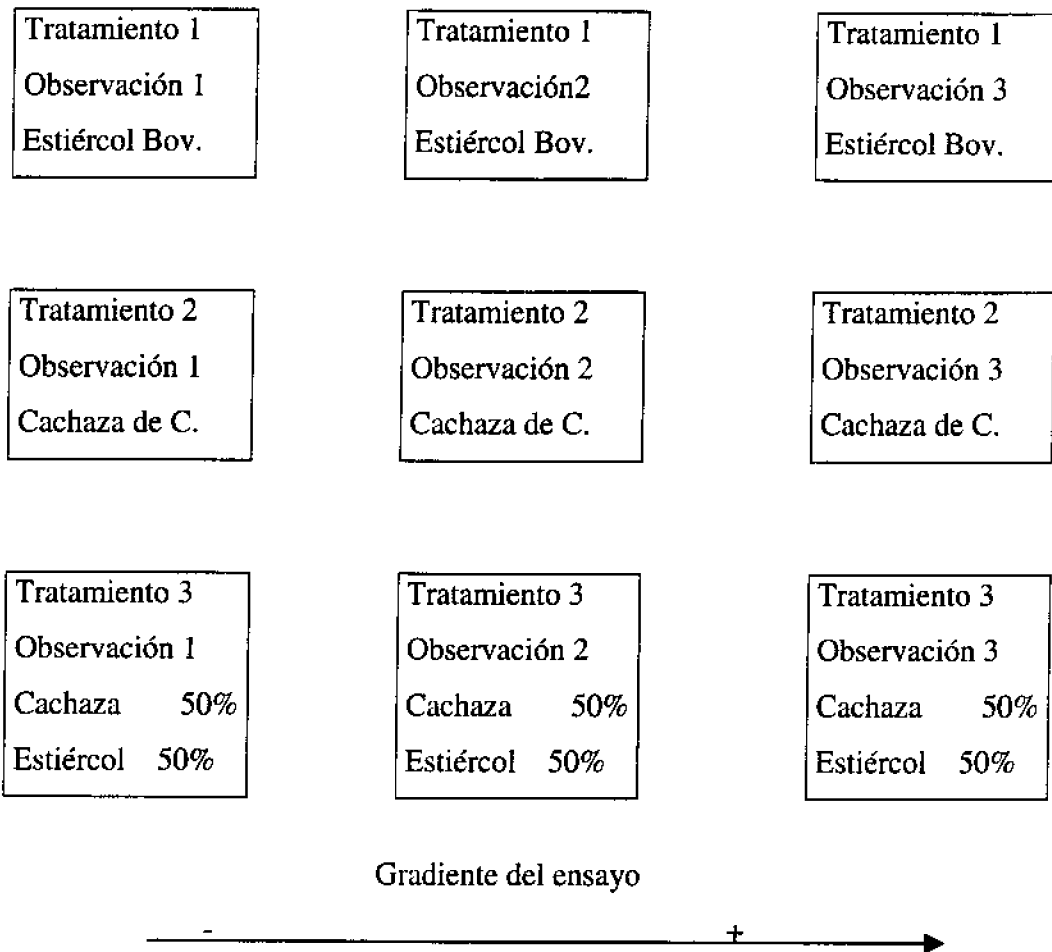 Tratamiento 1
Observación 1
Estiércol Bov.
Tratamiento 1
Observación2
Estiércol Bov.
Tratamiento 1
Observación 3
Estiércol Bov.
Tratamiento 2
Observación 1
Cachaza de C.
Tratamiento 2
Observación 2
Cachaza de C.
Tratamiento 2
Observación 3
Cachaza de C.
Tratamiento 3
Observación 1
Cachaza 50%
Estiércol 50%
Tratamiento 3
Observación 2
Cachaza 50%
Estiércol 50%
Tratamiento 3
Observación 3
Cachaza 50%
Estiércol 50%
Gradiente del ensayo
- +